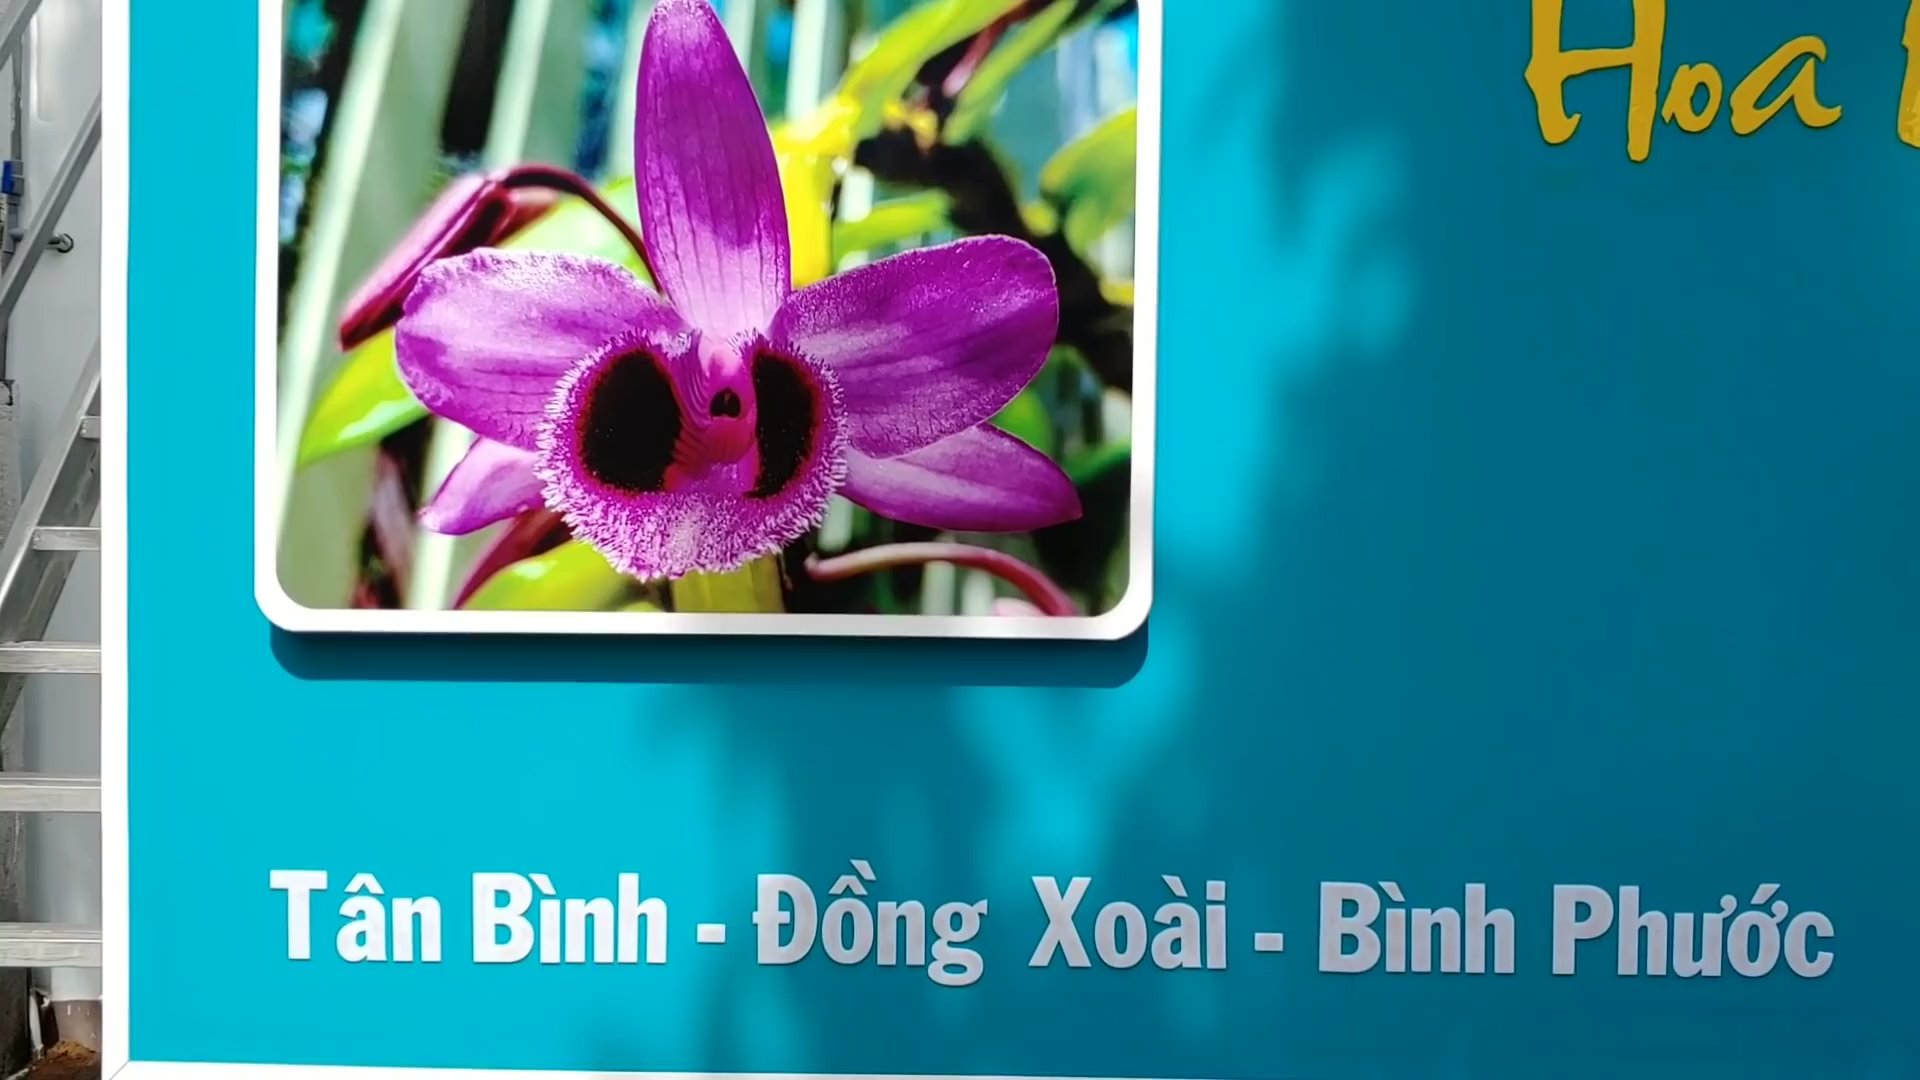 Hoa
Tân Bình - Đồng Xoài - Bình Phước